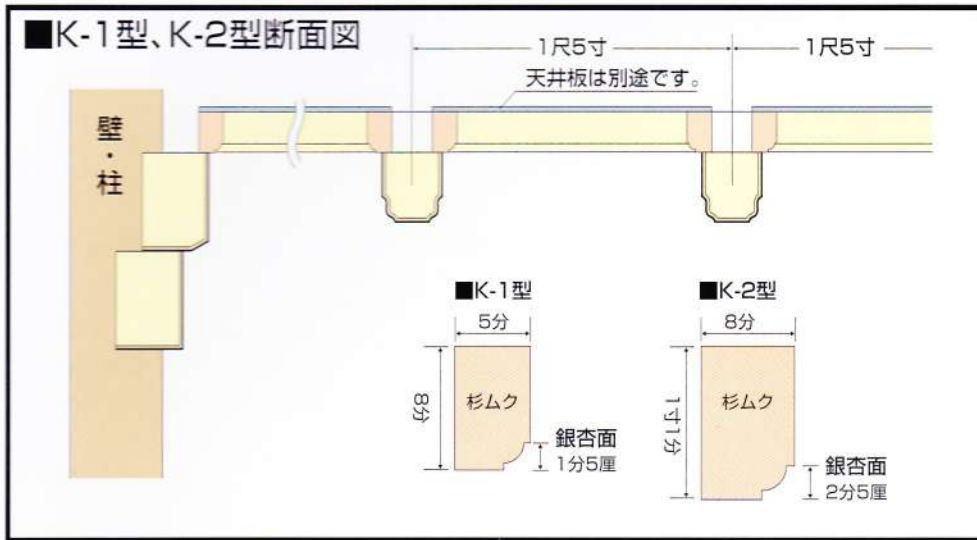 ■K-1型、K-2型断面図
1尺5寸
1尺5寸
天井板は別途です。
壁・柱
■K-1型
5分
8分
杉ムク
銀杏面
1分5厘
■K-2型
8分
1寸1分
杉ムク
銀杏面
2分5厘